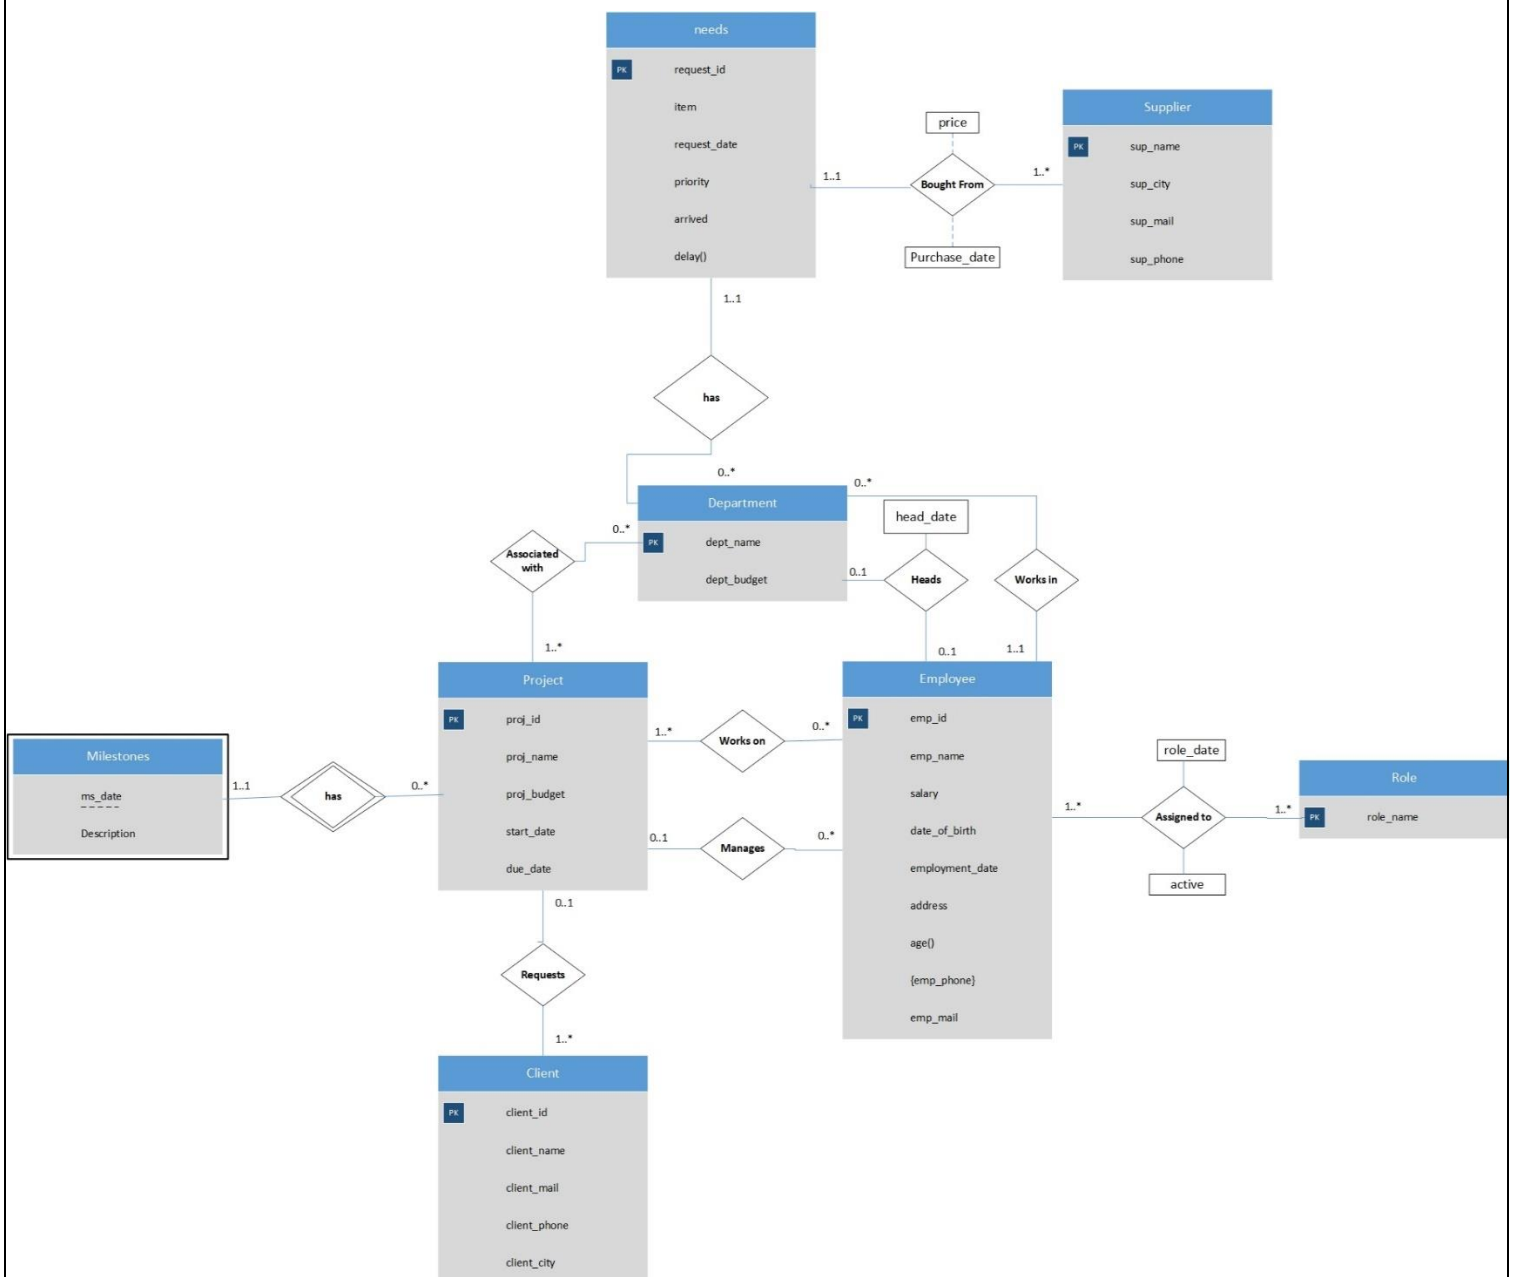 needs
PK request_id
item
request_date
priority
arrived
delay()
price
Bought From
Purchase_date
1..1
1..*
Supplier
PK sup_name
sup_city
sup_mail
sup_phone
1..1
has
0..*
Department
PK dept_name
dept_budget
0..*
Associated
with
1..*
0..*
head_date
0..1
Heads
Works in
0..1
1..1
Project
PK proj_id
proj_name
proj_budget
start_date
due_date
Milestones
ms_date
Description
1..1
has
0..*
1..*
Works on
0..*
0..1
Manages
0..*
Employee
PK emp_id
emp_name
salary
date_of_birth
employment_date
address
age()
{emp_phone}
emp_mail
role_date
1..*
Assigned to
1..*
active
Role
PK role_name
0..1
Requests
1..*
Client
PK client_id
client_name
client_mail
client_phone
client_city